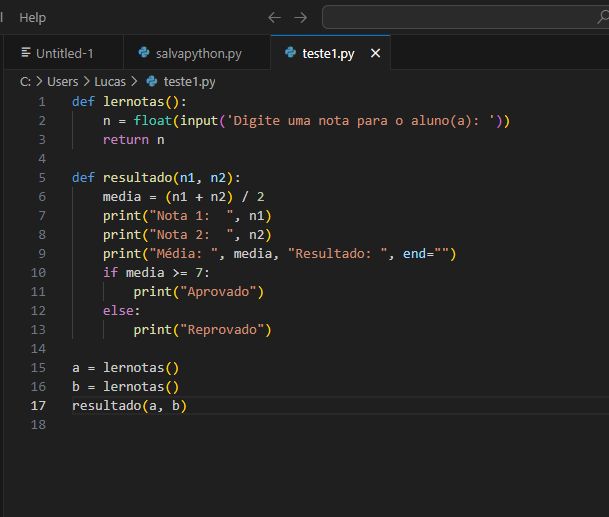 Help
Untitled-1 salvapython.py teste1.py
C: > Users > Lucas > teste1.py
1 def lernotas():
2     n = float(input('Digite uma nota para o aluno(a): '))
3     return n
4
5 def resultado(n1, n2):
6     media = (n1 + n2) / 2
7     print("Nota 1:  ", n1)
8     print("Nota 2:  ", n2)
9     print("Média: ", media, "Resultado: ", end="")
10     if media >= 7:
11         print("Aprovado")
12     else:
13         print("Reprovado")
14
15 a = lernotas()
16 b = lernotas()
17 resultado(a, b)
18